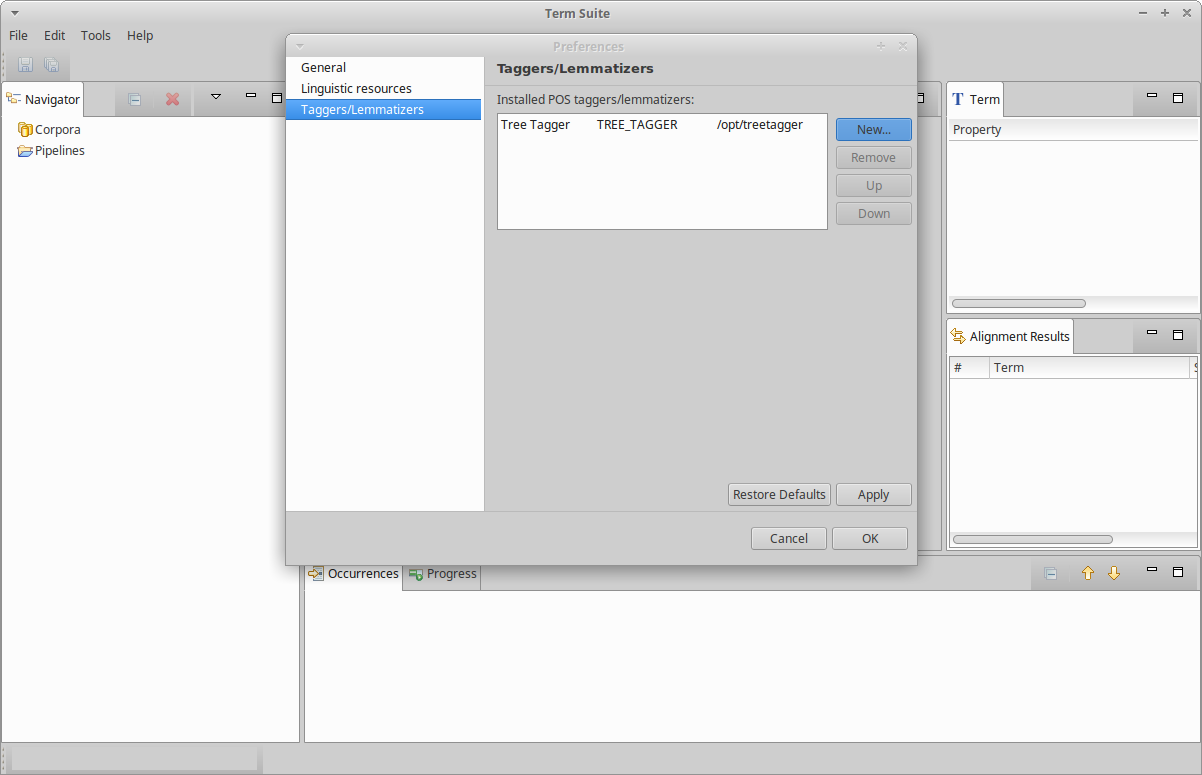 Term Suite
File Edit Tools Help
Preferences
General
Linguistic resources
Taggers/Lemmatizers
Taggers/Lemmatizers
Installed POS taggers/lemmatizers:
Tree Tagger TREE_TAGGER /opt/treetagger
New...
Remove
Up
Down
Restore Defaults Apply
Cancel OK
Navigator
Corpora
Pipelines
T Term
Property
Alignment Results
# Term
Occurrences Progress